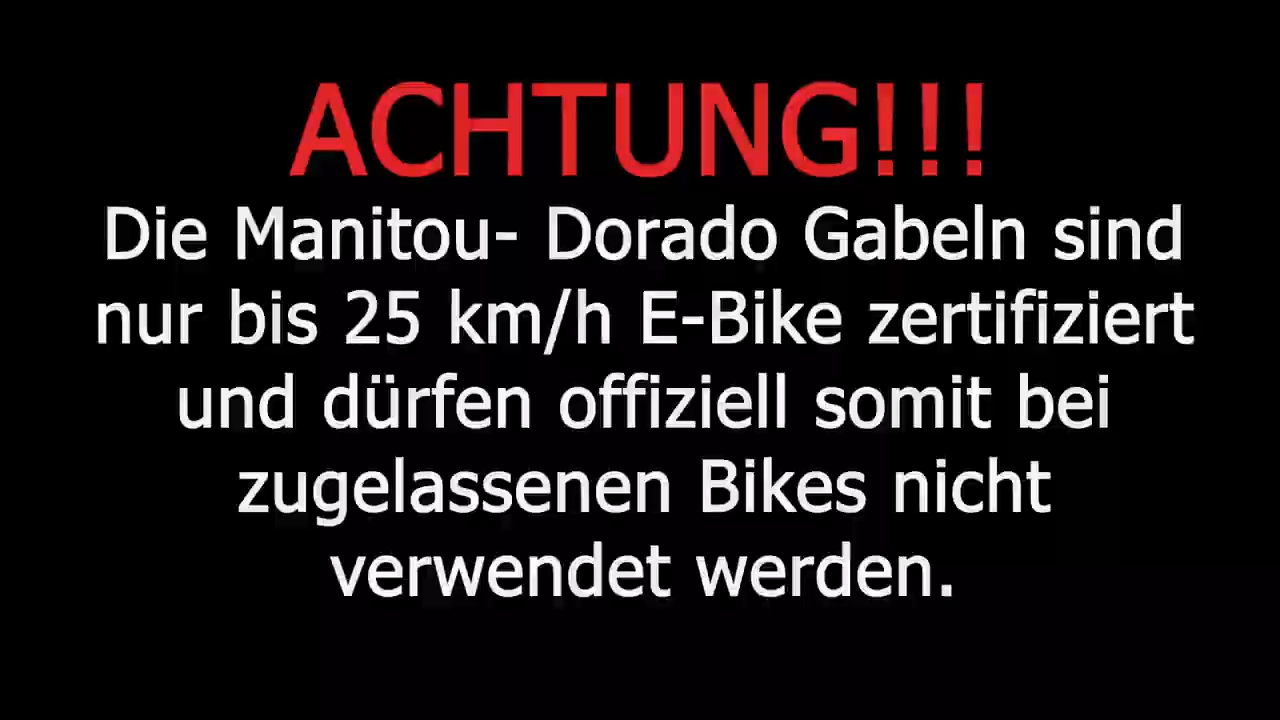 ACHTUNG!!!
Die Manitou- Dorado Gabeln sind
nur bis 25 km/h E-Bike zertifiziert
und dürfen offiziell somit bei
zugelassenen Bikes nicht
verwendet werden.